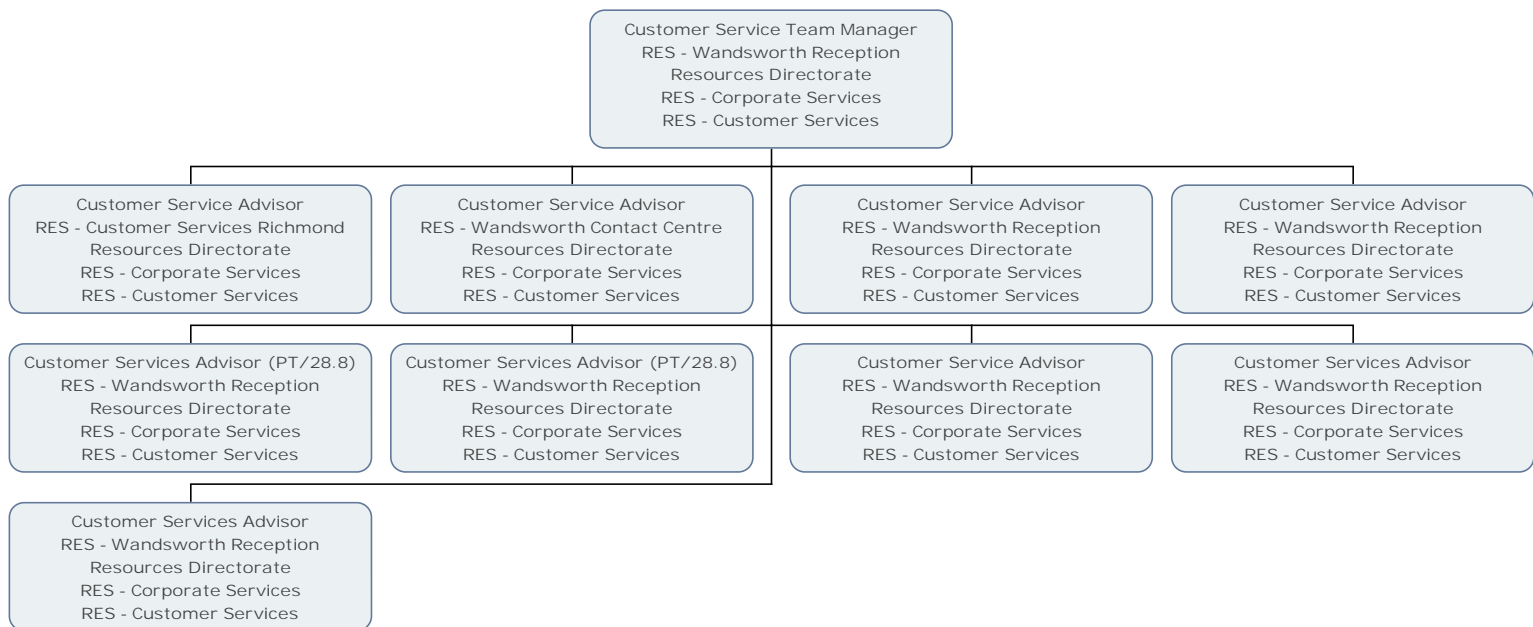 Customer Service Team Manager
RES - Wandsworth Reception
Resources Directorate
RES - Corporate Services
RES - Customer Services
Customer Service Advisor
RES - Customer Services Richmond
Resources Directorate
RES - Corporate Services
RES - Customer Services
Customer Service Advisor
RES - Wandsworth Contact Centre
Resources Directorate
RES - Corporate Services
RES - Customer Services
Customer Service Advisor
RES - Wandsworth Reception
Resources Directorate
RES - Corporate Services
RES - Customer Services
Customer Service Advisor
RES - Wandsworth Reception
Resources Directorate
RES - Corporate Services
RES - Customer Services
Customer Services Advisor (PT/28.8)
RES - Wandsworth Reception
Resources Directorate
RES - Corporate Services
RES - Customer Services
Customer Services Advisor (PT/28.8)
RES - Wandsworth Reception
Resources Directorate
RES - Corporate Services
RES - Customer Services
Customer Service Advisor
RES - Wandsworth Reception
Resources Directorate
RES - Corporate Services
RES - Customer Services
Customer Services Advisor
RES - Wandsworth Reception
Resources Directorate
RES - Corporate Services
RES - Customer Services
Customer Services Advisor
RES - Wandsworth Reception
Resources Directorate
RES - Corporate Services
RES - Customer Services